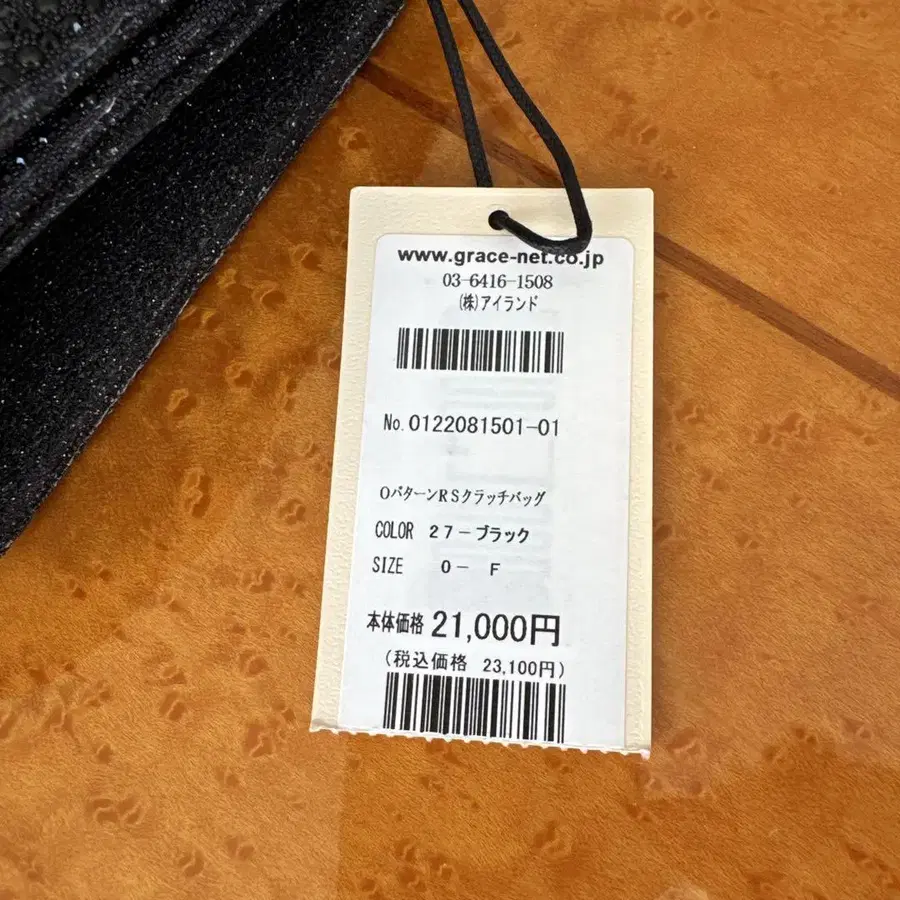 www.grace-net.co.jp
03-6416-1508
(株)アイランド
No.0122081501-01
OパターンRSクラッチバッグ
COLOR 27-ブラック
SIZE 0- F
本体価格 21,000円
(税込価格 23,100円)